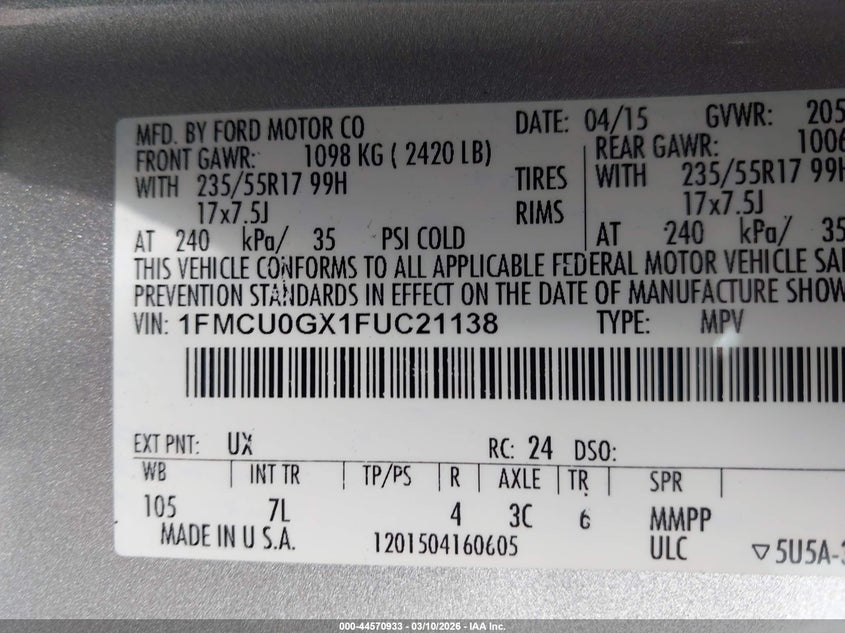 MFD. BY FORD MOTOR CO DATE: 04/15 GVWR: 205
FRONT GAWR: 1098 KG ( 2420 LB) REAR GAWR: 1006
WITH 235/55R17 99H TIRES WITH 235/55R17 99H
17x7.5J RIMS 17x7.5J
AT 240 kPa/ 35 PSI COLD AT 240 kPa/ 35
THIS VEHICLE CONFORMS TO ALL APPLICABLE FEDERAL MOTOR VEHICLE SA
PREVENTION STANDARDS IN EFFECT ON THE DATE OF MANUFACTURE SHOW
VIN: 1FMCU0GX1FUC21138 TYPE: MPV
EXT PNT: UX RC: 24 DSO:
WB INT TR TP/PS R AXLE TR SPR
105 7L 4 3C 6 MMPP
MADE IN U S.A. 1201504160605 ULC ▽5U5A-3
000-44570933 — 03/10/2026 — IAA Inc.